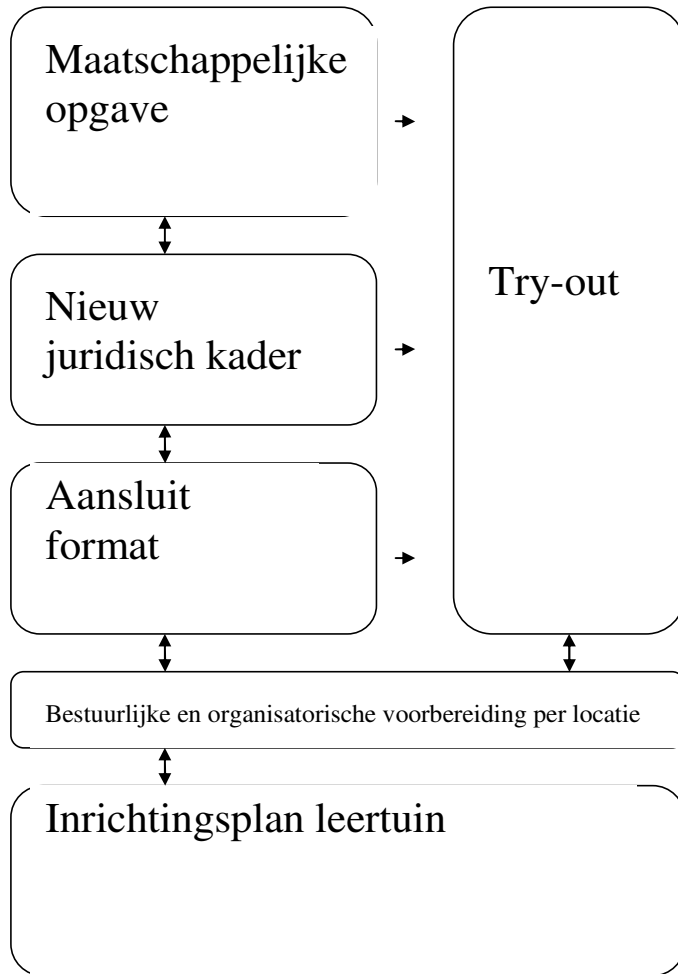 Maatschappelijke
opgave
Nieuw
juridisch kader
Aansluit
format
Try-out
Bestuurlijke en organisatorische voorbereiding per locatie
Inrichtingsplan leertuin